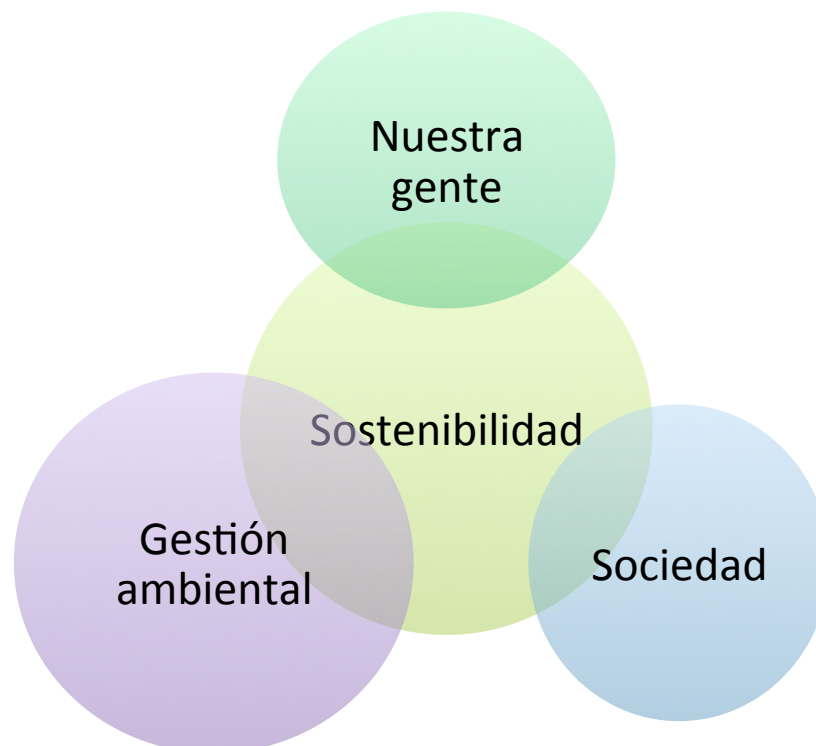 Nuestra
gente
Sostenibilidad
Gestión
ambiental
Sociedad